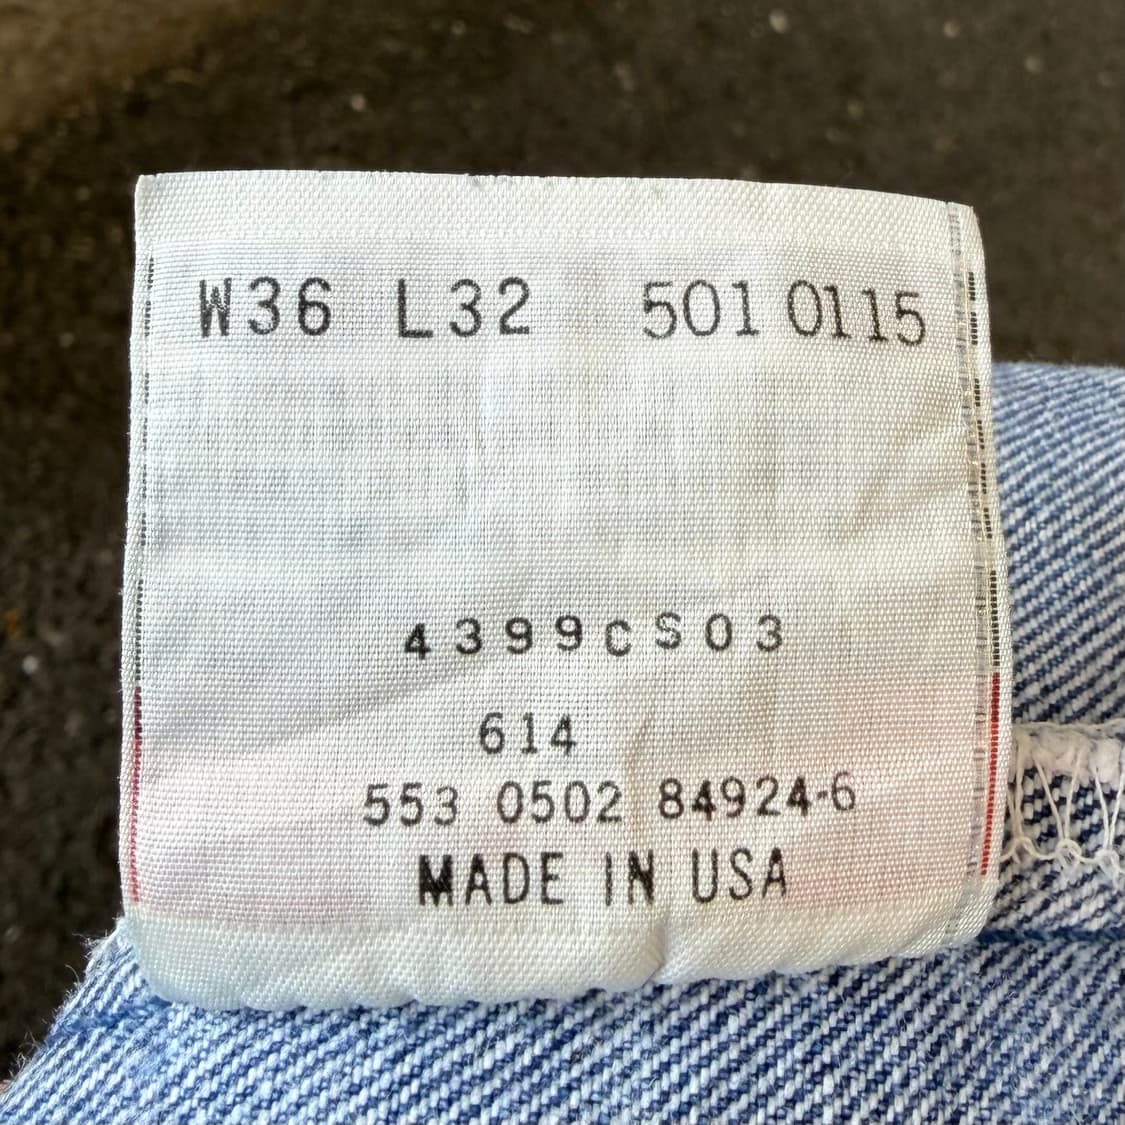 W36 L32 501 0115
4399CS03
614
553 0502 84924-6
MADE IN USA